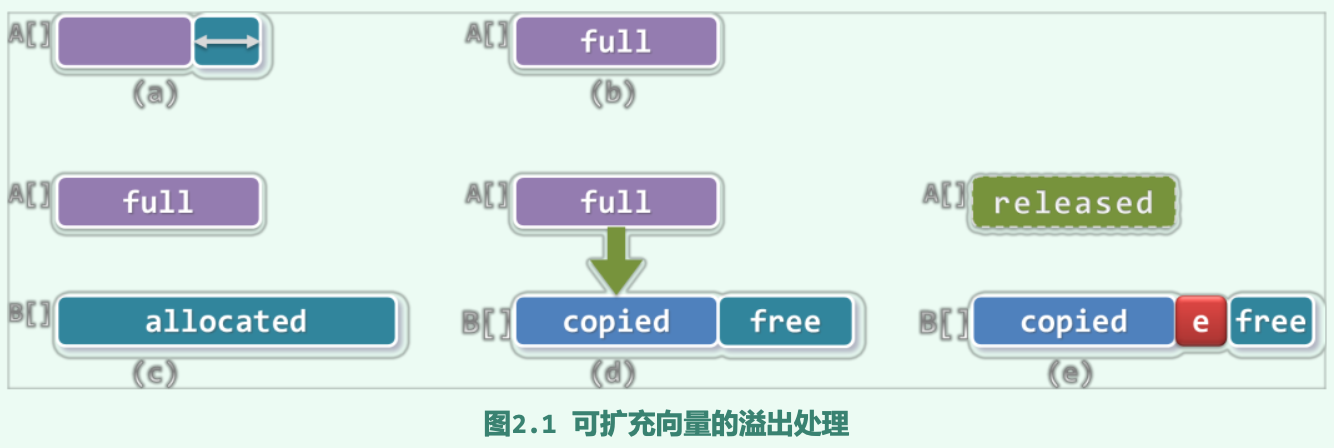 A[] A[] full
(a) (b)
A[] full A[] full A[] released
B[] allocated B[] copied free B[] copied e free
(c) (d) (e)
图2.1 可扩充向量的溢出处理